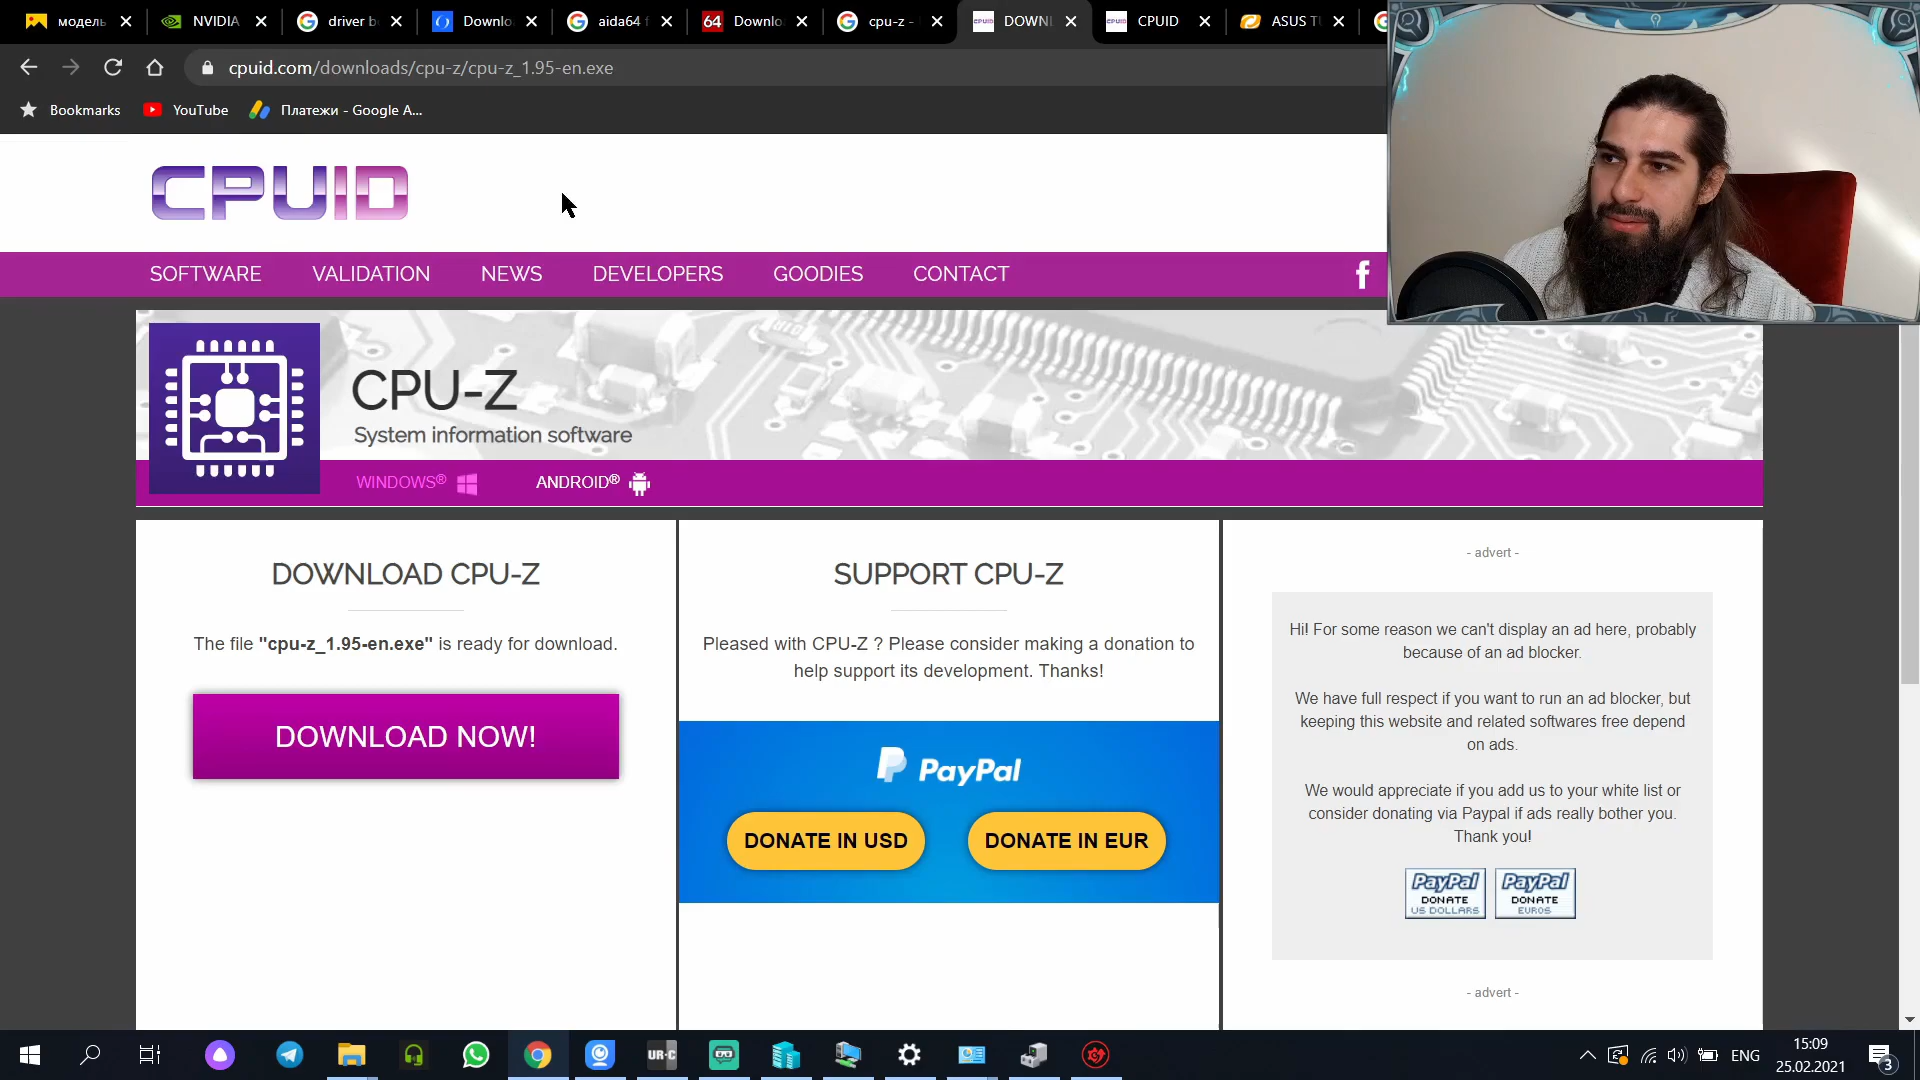 модель
NVIDIA
driver b
Downlo
aida64 f
64 Downlo
cpu-z -
CPUID DOWNL
CPUID CPUID
ASUS TU
cpuid.com/downloads/cpu-z/cpu-z_1.95-en.exe
Bookmarks
YouTube
Платежи - Google A...
CPUID
SOFTWARE
VALIDATION
NEWS
DEVELOPERS
GOODIES
CONTACT
f
CPU-Z
System information software
WINDOWS®
ANDROID®
DOWNLOAD CPU-Z
The file "cpu-z_1.95-en.exe" is ready for download.
DOWNLOAD NOW!
SUPPORT CPU-Z
Pleased with CPU-Z ? Please consider making a donation to
help support its development. Thanks!
PayPal
DONATE IN USD
DONATE IN EUR
- advert -
Hi! For some reason we can't display an ad here, probably
because of an ad blocker.
We have full respect if you want to run an ad blocker, but
keeping this website and related softwares free depend
on ads.
We would appreciate if you add us to your white list or
consider donating via Paypal if ads really bother you.
Thank you!
PayPal
DONATE
US DOLLARS
PayPal
DONATE
EUROS
- advert -
UR-C
ENG
15:09
25.02.2021
3